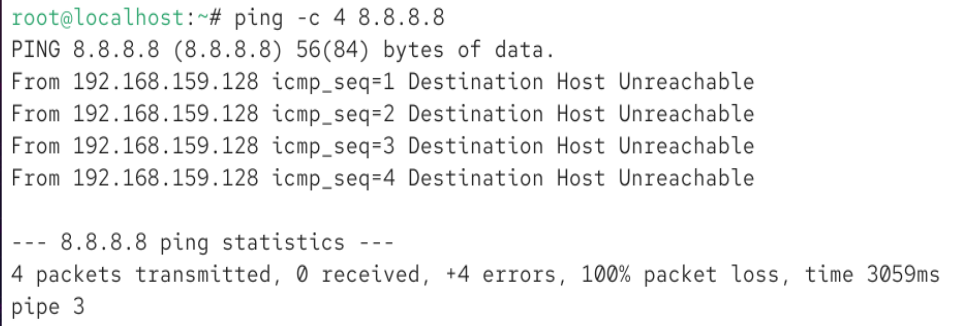 root@localhost:~# ping -c 4 8.8.8.8
PING 8.8.8.8 (8.8.8.8) 56(84) bytes of data.
From 192.168.159.128 icmp_seq=1 Destination Host Unreachable
From 192.168.159.128 icmp_seq=2 Destination Host Unreachable
From 192.168.159.128 icmp_seq=3 Destination Host Unreachable
From 192.168.159.128 icmp_seq=4 Destination Host Unreachable

--- 8.8.8.8 ping statistics ---
4 packets transmitted, 0 received, +4 errors, 100% packet loss, time 3059ms
pipe 3